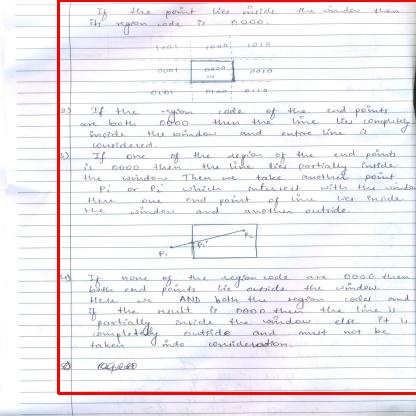 If the point lies inside the window then
its region code is 0000.
1001 1000 1010
0001 0000 0010
W
0101 0100 0110
2) If the region code of the end points
are both 0000 then the line lies completely
inside the window and entire line is
considered.
3) If one of the region of the end points
is 0000 then the line lies partially inside
the window Then we take another point
Pi' or Pi' which intersect with the window
Here one end point of line lies inside
the window and another outside.
P2
P1'
P1
4) If none of the region code are 0000 then
both end points lie outside the window.
Here we AND both the region codes and
if the result is 0000 then the line is
partially inside the window else it is
completely outside and must not be
taken into consideration.
5)